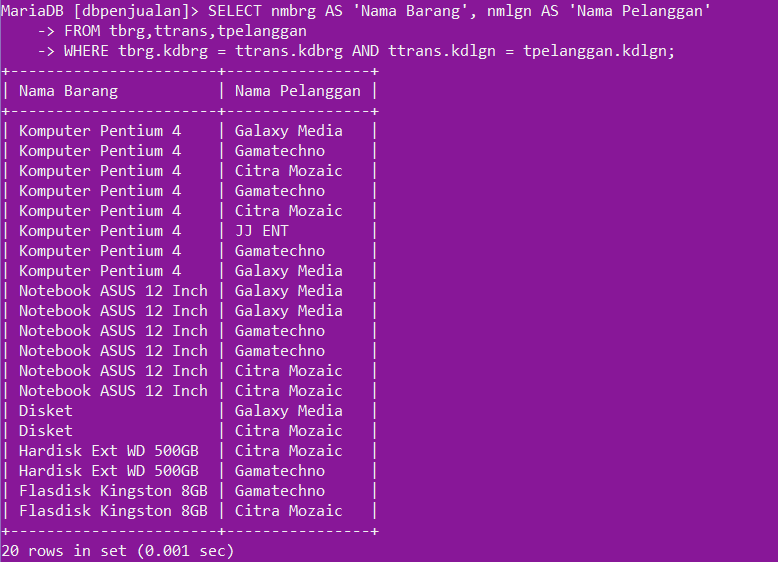 MariaDB [dbpenjualan]> SELECT nmbrg AS 'Nama Barang', nmlgn AS 'Nama Pelanggan'
    -> FROM tbrg,ttrans,tpelanggan
    -> WHERE tbrg.kdbrg = ttrans.kdbrg AND ttrans.kdlgn = tpelanggan.kdlgn;
+-----------------------+----------------+
| Nama Barang           | Nama Pelanggan |
+-----------------------+----------------+
| Komputer Pentium 4    | Galaxy Media   |
| Komputer Pentium 4    | Gamatechno     |
| Komputer Pentium 4    | Citra Mozaic   |
| Komputer Pentium 4    | Gamatechno     |
| Komputer Pentium 4    | Citra Mozaic   |
| Komputer Pentium 4    | JJ ENT         |
| Komputer Pentium 4    | Gamatechno     |
| Komputer Pentium 4    | Galaxy Media   |
| Notebook ASUS 12 Inch | Galaxy Media   |
| Notebook ASUS 12 Inch | Galaxy Media   |
| Notebook ASUS 12 Inch | Gamatechno     |
| Notebook ASUS 12 Inch | Gamatechno     |
| Notebook ASUS 12 Inch | Citra Mozaic   |
| Notebook ASUS 12 Inch | Citra Mozaic   |
| Disket                | Galaxy Media   |
| Disket                | Citra Mozaic   |
| Hardisk Ext WD 500GB  | Citra Mozaic   |
| Hardisk Ext WD 500GB  | Gamatechno     |
| Flasdisk Kingston 8GB | Gamatechno     |
| Flasdisk Kingston 8GB | Citra Mozaic   |
+-----------------------+----------------+
20 rows in set (0.001 sec)